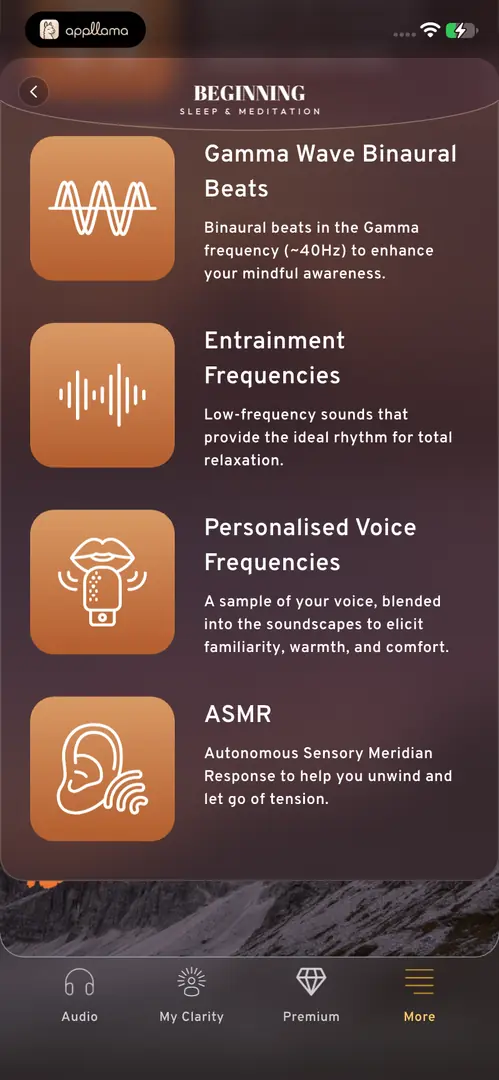 appllama
BEGINNING
SLEEP & MEDITATION
Gamma Wave Binaural
Beats
Binaural beats in the Gamma
frequency (~40Hz) to enhance
your mindful awareness.
Entrainment
Frequencies
Low-frequency sounds that
provide the ideal rhythm for total
relaxation.
Personalised Voice
Frequencies
A sample of your voice, blended
into the soundscapes to elicit
familiarity, warmth, and comfort.
ASMR
Autonomous Sensory Meridian
Response to help you unwind and
let go of tension.
Audio
My Clarity
Premium
More